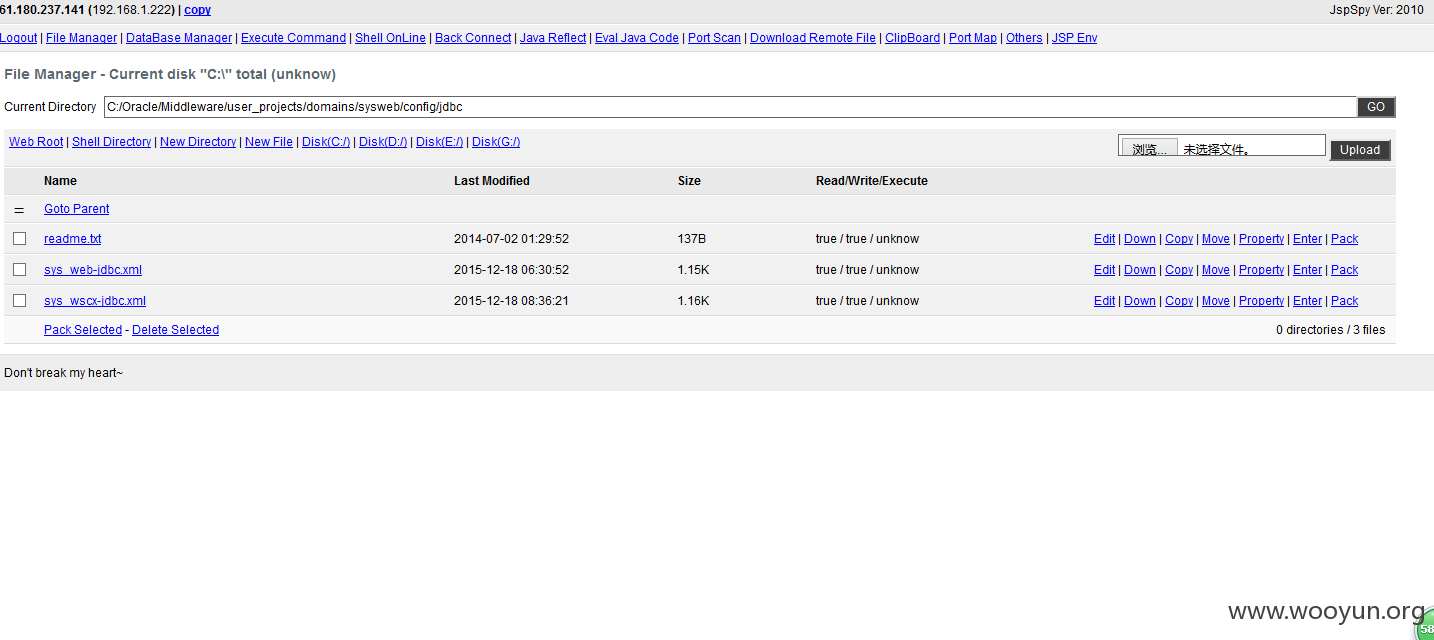 61.180.237.141 (192.168.1.222) | copy JspSpy Ver: 2010
Logout | File Manager | DataBase Manager | Execute Command | Shell OnLine | Back Connect | Java Reflect | Eval Java Code | Port Scan | Download Remote File | ClipBoard | Port Map | Others | JSP Env
File Manager - Current disk "C:\" total (unknow)
Current Directory C:/Oracle/Middleware/user_projects/domains/sysweb/config/jdbc GO
Web Root | Shell Directory | New Directory | New File | Disk(C:/) | Disk(D:/) | Disk(E:/) | Disk(G:/) 浏览... 未选择文件。 Upload
Name Last Modified Size Read/Write/Execute
= Goto Parent
readme.txt 2014-07-02 01:29:52 137B true / true / unknow Edit | Down | Copy | Move | Property | Enter | Pack
sys_web-jdbc.xml 2015-12-18 06:30:52 1.15K true / true / unknow Edit | Down | Copy | Move | Property | Enter | Pack
sys_wscx-jdbc.xml 2015-12-18 08:36:21 1.16K true / true / unknow Edit | Down | Copy | Move | Property | Enter | Pack
Pack Selected - Delete Selected 0 directories / 3 files
Don't break my heart~
www.wooyun.org
58